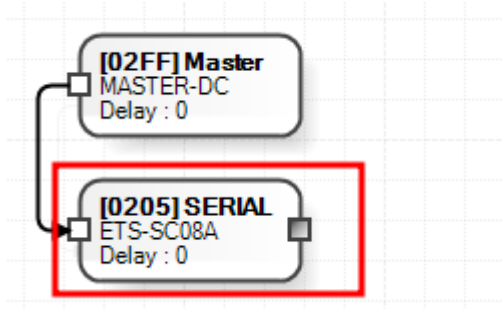 [02FF] Master
MASTER-DC
Delay : 0
[0205] SERIAL
ETS-SC08A
Delay : 0